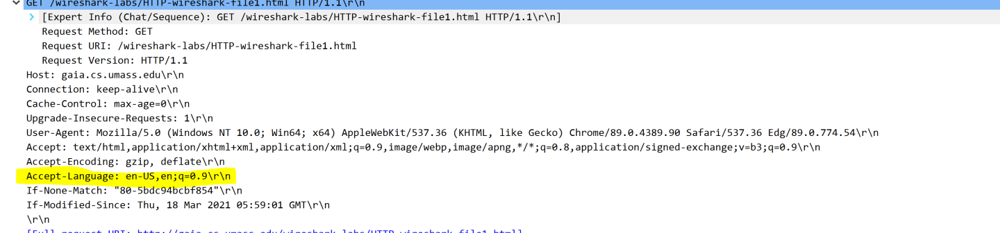 GET /wireshark-labs/HTTP-wireshark-file1.html HTTP/1.1\r\n
[Expert Info (Chat/Sequence): GET /wireshark-labs/HTTP-wireshark-file1.html HTTP/1.1\r\n]
Request Method: GET
Request URI: /wireshark-labs/HTTP-wireshark-file1.html
Request Version: HTTP/1.1
Host: gaia.cs.umass.edu\r\n
Connection: keep-alive\r\n
Cache-Control: max-age=0\r\n
Upgrade-Insecure-Requests: 1\r\n
User-Agent: Mozilla/5.0 (Windows NT 10.0; Win64; x64) AppleWebKit/537.36 (KHTML, like Gecko) Chrome/89.0.4389.90 Safari/537.36 Edg/89.0.774.54\r\n
Accept: text/html,application/xhtml+xml,application/xml;q=0.9,image/webp,image/apng,*/*;q=0.8,application/signed-exchange;v=b3;q=0.9\r\n
Accept-Encoding: gzip, deflate\r\n
Accept-Language: en-US,en;q=0.9\r\n
If-None-Match: "80-5bdc94bcbf854"\r\n
If-Modified-Since: Thu, 18 Mar 2021 05:59:01 GMT\r\n
\r\n
[Full request URI: http://gaia.cs.umass.edu/wireshark-labs/HTTP-wireshark-file1.html]